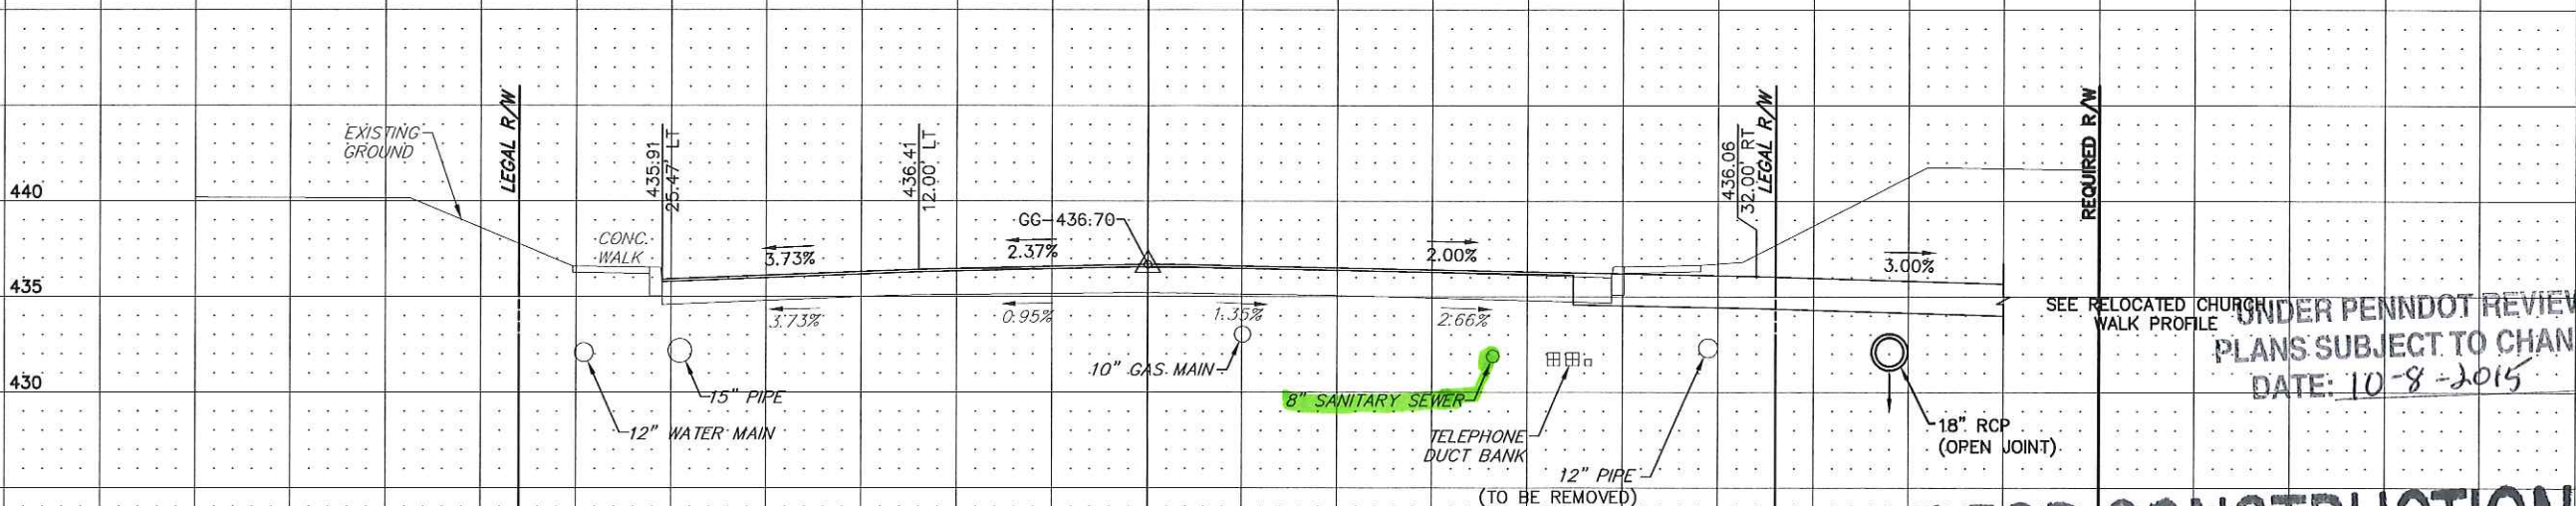 EXISTING
GROUND
LEGAL R/W
435.91
25.47' LT
436.41
12.00' LT
436.06
32.00' RT
LEGAL R/W
REQUIRED R/W
440
CONC.
WALK
GG-436.70
3.73%
2.37%
2.00%
3.00%
435
3.73%
0.95%
1.35%
2.66%
SEE RELOCATED CHURCH
WALK PROFILE
UNDER PENNDOT REVIEW
PLANS SUBJECT TO CHAN
DATE: 10-8-2015
430
10" GAS MAIN
15" PIPE
8" SANITARY SEWER
12" WATER MAIN
TELEPHONE
DUCT BANK
18" RCP
(OPEN JOINT)
12" PIPE
(TO BE REMOVED)
CONSTRUCTION